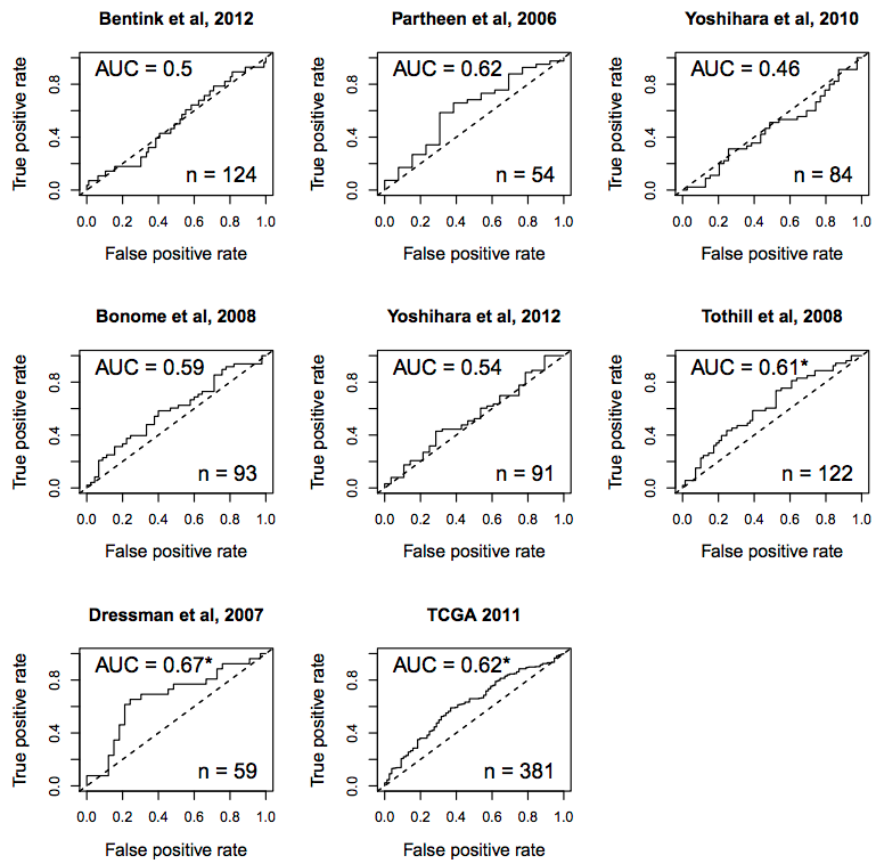 Bentink et al, 2012
AUC = 0.5
n = 124
True positive rate
0.0 0.4 0.8
0.0 0.2 0.4 0.6 0.8 1.0
False positive rate
Partheen et al, 2006
AUC = 0.62
n = 54
True positive rate
0.0 0.4 0.8
0.0 0.2 0.4 0.6 0.8 1.0
False positive rate
Yoshihara et al, 2010
AUC = 0.46
n = 84
True positive rate
0.0 0.4 0.8
0.0 0.2 0.4 0.6 0.8 1.0
False positive rate
Bonome et al, 2008
AUC = 0.59
n = 93
True positive rate
0.0 0.4 0.8
0.0 0.2 0.4 0.6 0.8 1.0
False positive rate
Yoshihara et al, 2012
AUC = 0.54
n = 91
True positive rate
0.0 0.4 0.8
0.0 0.2 0.4 0.6 0.8 1.0
False positive rate
Tothill et al, 2008
AUC = 0.61*
n = 122
True positive rate
0.0 0.4 0.8
0.0 0.2 0.4 0.6 0.8 1.0
False positive rate
Dressman et al, 2007
AUC = 0.67*
n = 59
True positive rate
0.0 0.4 0.8
0.0 0.2 0.4 0.6 0.8 1.0
False positive rate
TCGA 2011
AUC = 0.62*
n = 381
True positive rate
0.0 0.4 0.8
0.0 0.2 0.4 0.6 0.8 1.0
False positive rate